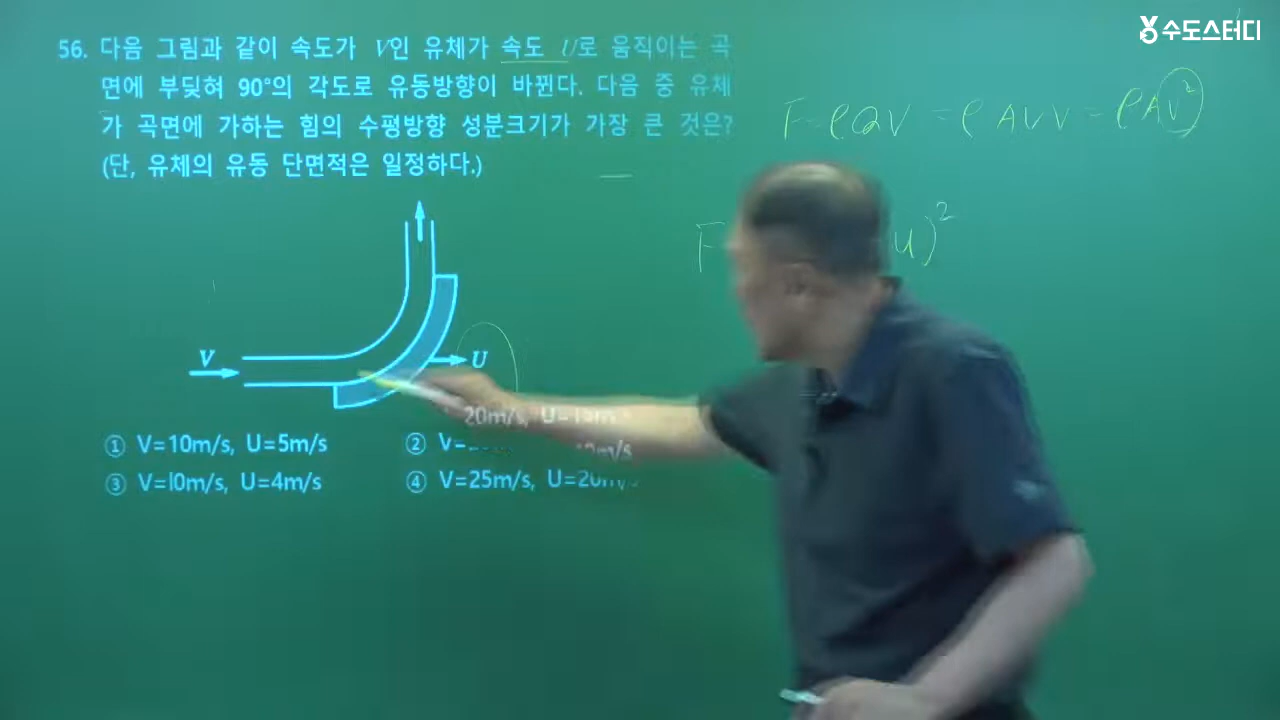 수도스터디
56. 다음 그림과 같이 속도가 V인 유체가 속도 U로 움직이는 곡
면에 부딪혀 90°의 각도로 유동방향이 바뀐다. 다음 중 유체
가 곡면에 가하는 힘의 수평방향 성분크기가 가장 큰 것은?
(단, 유체의 유동 단면적은 일정하다.)
F=ρQV = ρAVV = ρAV²
F
U)²
V
U
① V=10m/s, U=5m/s
② V=20m/s, U=15m/s
③ V=l0m/s, U=4m/s
④ V=25m/s, U=20m/s